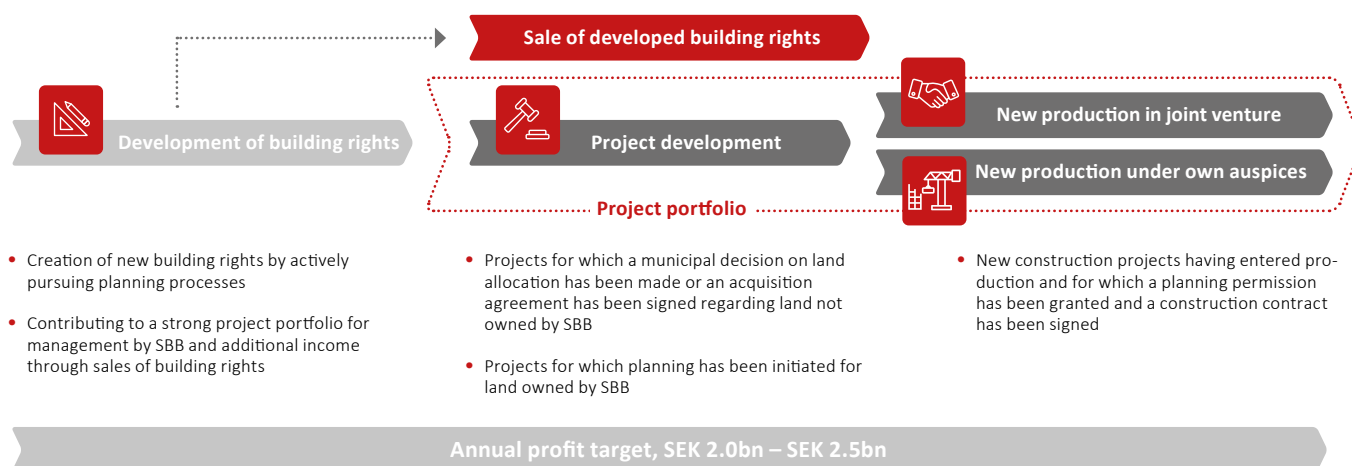 Sale of developed building rights
Development of building rights
Project development
New production in joint venture
New production under own auspices
Project portfolio
• Creation of new building rights by actively
pursuing planning processes
• Contributing to a strong project portfolio for
management by SBB and additional income
through sales of building rights
• Projects for which a municipal decision on land
allocation has been made or an acquisition
agreement has been signed regarding land not
owned by SBB
• Projects for which planning has been initiated for
land owned by SBB
• New construction projects having entered pro-
duction and for which a planning permission
has been granted and a construction contract
has been signed
Annual profit target, SEK 2.0bn – SEK 2.5bn